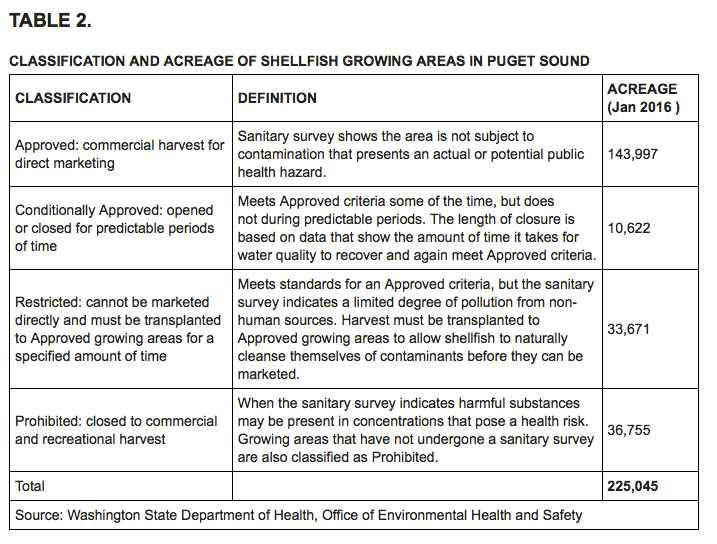 TABLE 2.
CLASSIFICATION AND ACREAGE OF SHELLFISH GROWING AREAS IN PUGET SOUND
CLASSIFICATION
DEFINITION
ACREAGE
(Jan 2016 )
Approved: commercial harvest for
direct marketing
Sanitary survey shows the area is not subject to
contamination that presents an actual or potential public
health hazard.
143,997
Conditionally Approved: opened
or closed for predictable periods
of time
Meets Approved criteria some of the time, but does
not during predictable periods. The length of closure is
based on data that show the amount of time it takes for
water quality to recover and again meet Approved criteria.
10,622
Restricted: cannot be marketed
directly and must be transplanted
to Approved growing areas for a
specified amount of time
Meets standards for an Approved criteria, but the sanitary
survey indicates a limited degree of pollution from non-
human sources. Harvest must be transplanted to
Approved growing areas to allow shellfish to naturally
cleanse themselves of contaminants before they can be
marketed.
33,671
Prohibited: closed to commercial
and recreational harvest
When the sanitary survey indicates harmful substances
may be present in concentrations that pose a health risk.
Growing areas that have not undergone a sanitary survey
are also classified as Prohibited.
36,755
Total
225,045
Source: Washington State Department of Health, Office of Environmental Health and Safety